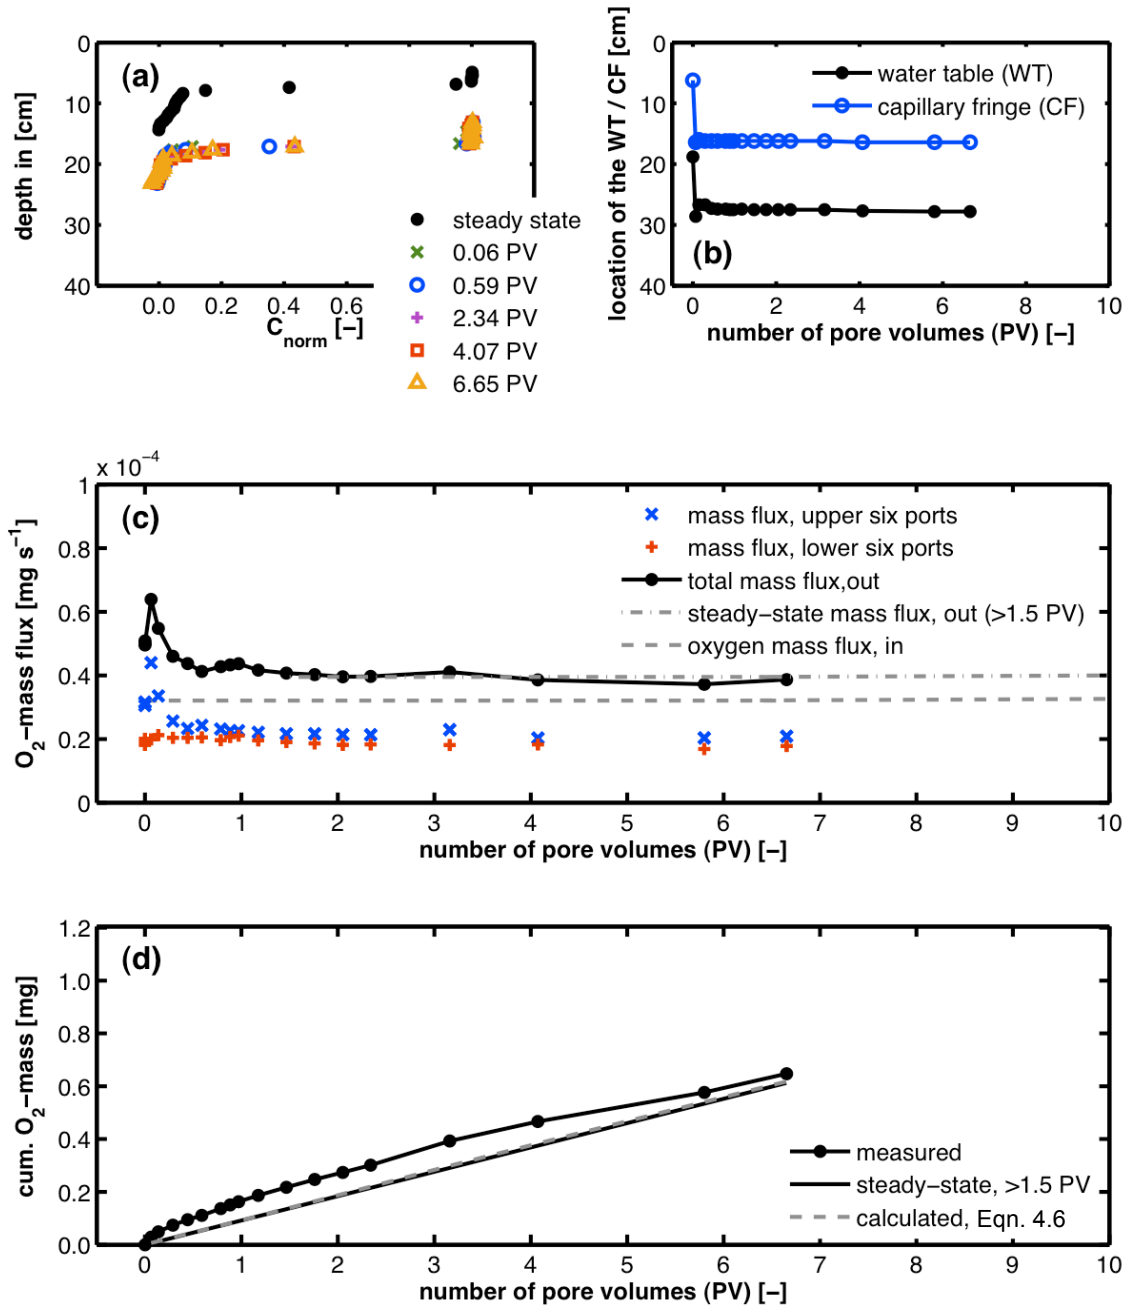 (a)
0
10
20
30
40
depth in [cm]
0.0 0.2 0.4 0.6
C_norm [–]
steady state
0.06 PV
0.59 PV
2.34 PV
4.07 PV
6.65 PV
(b)
0
10
20
30
40
location of the WT / CF [cm]
water table (WT)
capillary fringe (CF)
0 2 4 6 8 10
number of pore volumes (PV) [–]
x 10⁻⁴
(c)
1
0.8
0.6
0.4
0.2
0
O₂–mass flux [mg s⁻¹]
mass flux, upper six ports
mass flux, lower six ports
total mass flux,out
steady–state mass flux, out (>1.5 PV)
oxygen mass flux, in
0 1 2 3 4 5 6 7 8 9 10
number of pore volumes (PV) [–]
(d)
1.2
1.0
0.8
0.6
0.4
0.2
0.0
cum. O₂–mass [mg]
measured
steady–state, >1.5 PV
calculated, Eqn. 4.6
0 1 2 3 4 5 6 7 8 9 10
number of pore volumes (PV) [–]